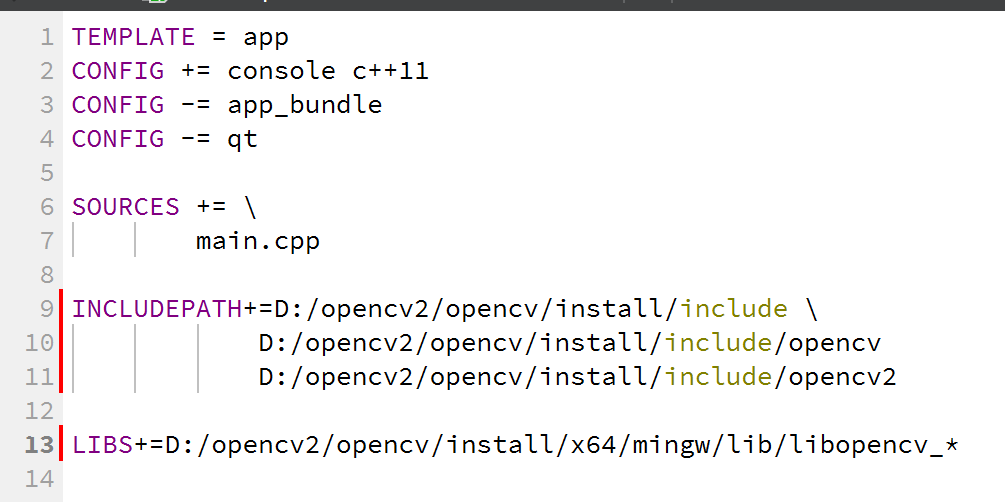 1 TEMPLATE = app
2 CONFIG += console c++11
3 CONFIG -= app_bundle
4 CONFIG -= qt
5
6 SOURCES += \
7 main.cpp
8
9 INCLUDEPATH+=D:/opencv2/opencv/install/include \
10 D:/opencv2/opencv/install/include/opencv
11 D:/opencv2/opencv/install/include/opencv2
12
13 LIBS+=D:/opencv2/opencv/install/x64/mingw/lib/libopencv_*
14